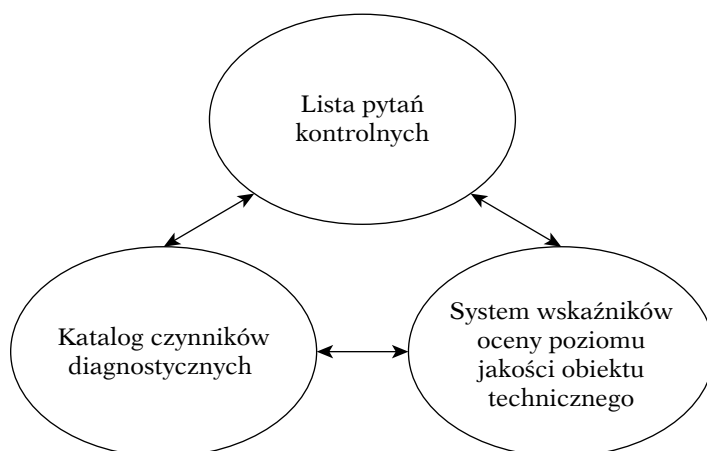 Lista pytań
kontrolnych
Katalog czynników
diagnostycznych
System wskaźników
oceny poziomu
jakości obiektu
technicznego